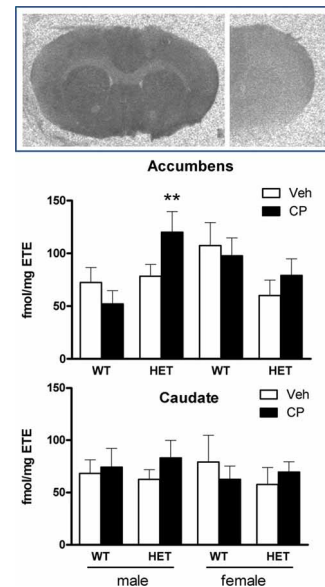 Accumbens
Veh
CP
**
fmol/mg ETE
150
100
50
0
WT HET WT HET
Caudate
Veh
CP
fmol/mg ETE
150
100
50
0
WT HET WT HET
male female